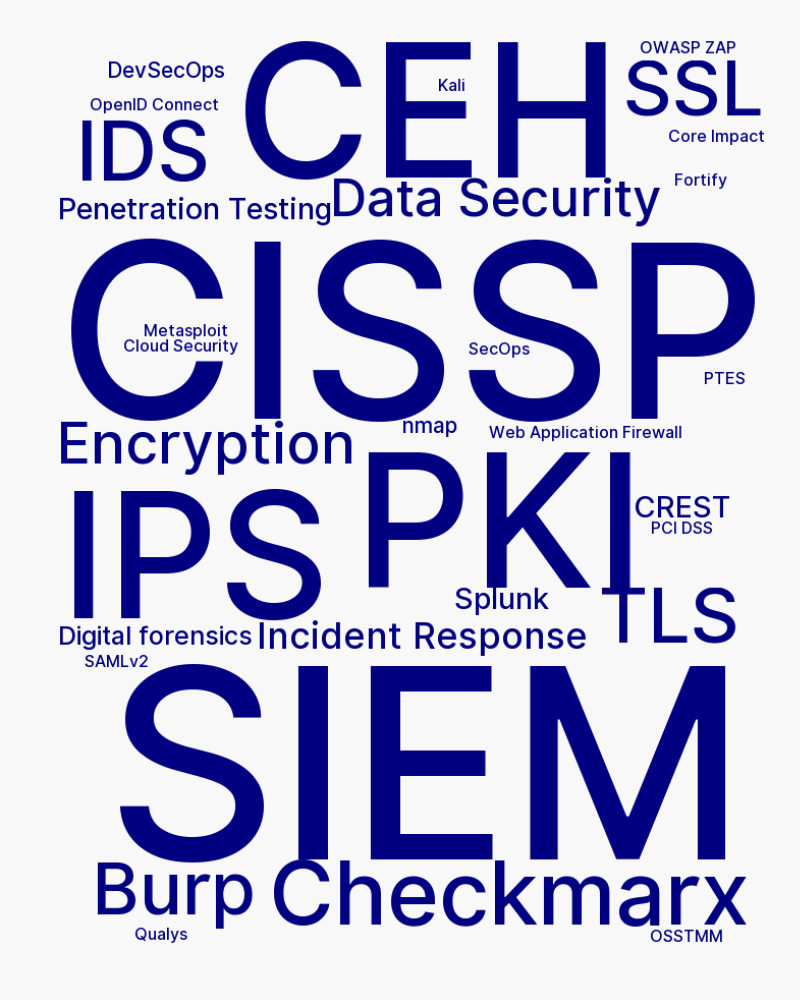 OWASP ZAP
DevSecOps
CEH
Kali
SSL
OpenID Connect
IDS
Core Impact
Fortify
Penetration Testing
Data Security
CISSP
Metasploit
Cloud Security
SecOps
PTES
Encryption
nmap
Web Application Firewall
PKI
IPS
CREST
PCI DSS
Splunk
TLS
Digital forensics
Incident Response
SAMLv2
SIEM
Burp
Checkmarx
Qualys
OSSTMM